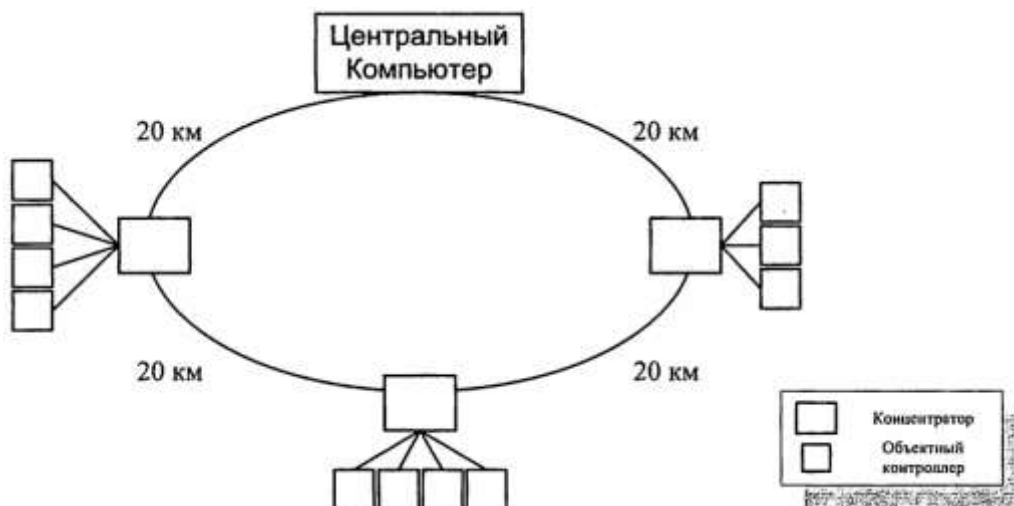 Центральный
Компьютер
20 км
20 км
20 км
20 км
Концентратор
Объектный
контроллер